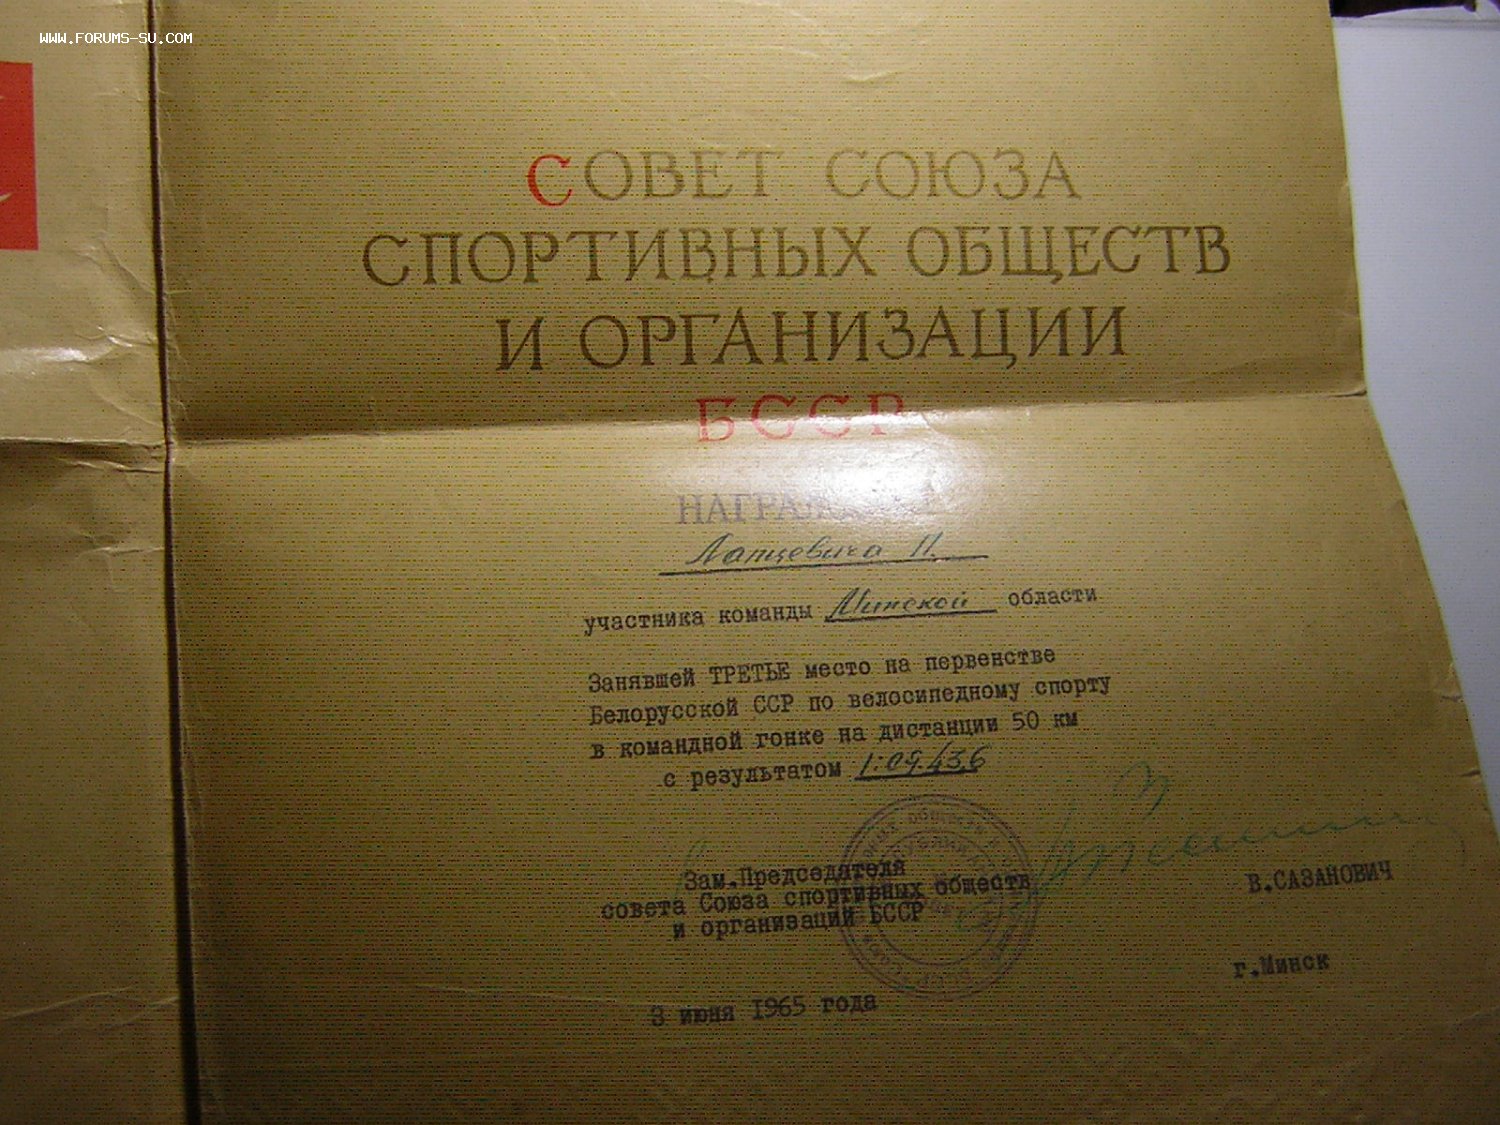 WWW.FORUMS-SU.COM
СОВЕТ СОЮЗА
СПОРТИВНЫХ ОБЩЕСТВ
И ОРГАНИЗАЦИИ
БССР
Лапцевича П.
участника команды Минской области
Занявшей ТРЕТЬЕ место на первенстве
Белорусской ССР по велосипедному спорту
в командной гонке на дистанции 50 км
с результатом 1:09.43,6
Зам.Председателя
совета Союза спортивных обществ
и организаций БССР
В.САЗАНОВИЧ
г.Минск
3 июня 1965 года